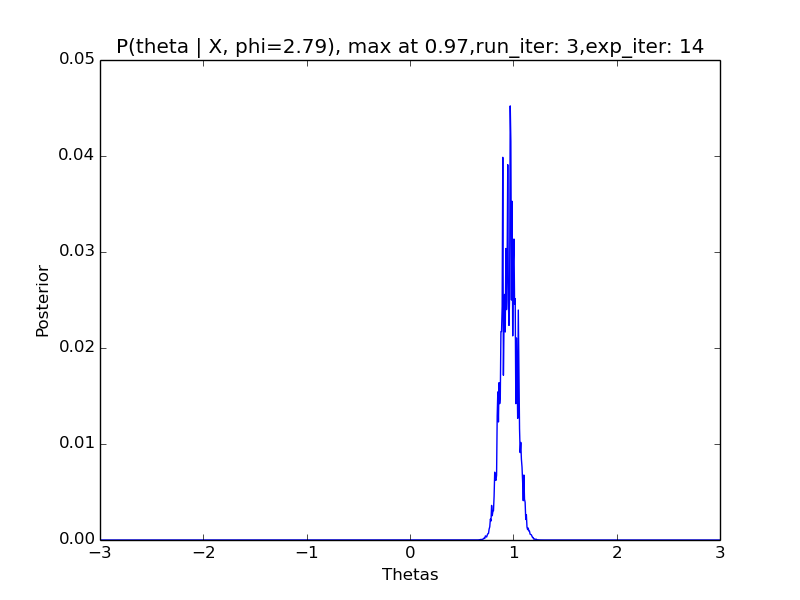 P(theta | X, phi=2.79), max at 0.97,run_iter: 3,exp_iter: 14
0.05
0.04
0.03
0.02
0.01
0.00
Posterior
−3 −2 −1 0 1 2 3
Thetas